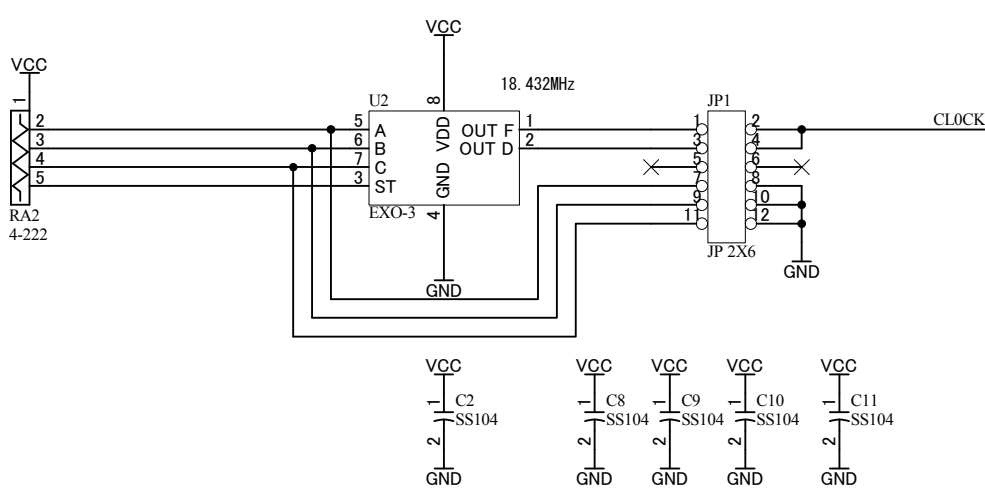 VCC
VCC
18.432MHz
1
8
U2
JP1
CL0CK
2
5
A
OUT F
1
1
2
3
6
B
OUT D
2
3
4
4
7
C
VDD
5
6
5
3
ST
GND
7
8
RA2
4-222
EXO-3
4
9
10
11
12
JP 2X6
GND
GND
VCC
VCC
VCC
VCC
VCC
1
C2
SS104
2
GND
1
C8
SS104
2
GND
1
C9
SS104
2
GND
1
C10
SS104
2
GND
1
C11
SS104
2
GND